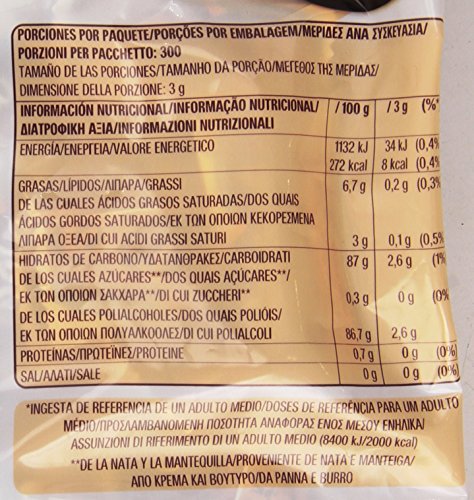 PORCIONES POR PAQUETE/PORÇÕES POR EMBALAGEM/ΜΕΡΙΔΕΣ ΑΝΑ ΣΥΣΚΕΥΑΣΙΑ/
PORZIONI PER PACCHETTO: 300
TAMAÑO DE LAS PORCIONES/TAMANHO DA PORÇÃO/ΜΕΓΕΘΟΣ ΤΗΣ ΜΕΡΙΔΑΣ/
DIMENSIONE DELLA PORZIONE: 3 g
INFORMACIÓN NUTRICIONAL/INFORMAÇÃO NUTRICIONAL/ /100 g /3 g (%*
ΔΙΑΤΡΟΦΙΚΗ ΑΞΙΑ/INFORMAZIONI NUTRIZIONALI
ENERGÍA/ΕΝΕΡΓΕΙΑ/VALORE ENERGETICO 1132 kJ 34 kJ (0,4%
272 kcal 8 kcal (0,4%
GRASAS/LÍPIDOS/ΛΙΠΑΡΑ/GRASSI 6,7 g 0,2 g (0,3%
DE LAS CUALES ÁCIDOS GRASOS SATURADAS/DOS QUAIS
ÁCIDOS GORDOS SATURADOS/ΕΚ ΤΩΝ ΟΠΟΙΩΝ ΚΕΚΟΡΕΣΜΕΝΑ
ΛΙΠΑΡΑ ΟΞΕΑ/DI CUI ACIDI GRASSI SATURI 3 g 0,1 g (0,5%
HIDRATOS DE CARBONO/ΥΔΑΤΑΝΘΡΑΚΕΣ/CARBOIDRATI 87 g 2,6 g (1%
DE LOS CUALES AZÚCARES**/DOS QUAIS AÇÚCARES**/
ΕΚ ΤΩΝ ΟΠΟΙΩΝ ΣΑΚΧΑΡΑ**/DI CUI ZUCCHERI** 0,3 g 0 g (0%
DE LOS CUALES POLIALCOHOLES/DOS QUAIS POLIÓIS/
ΕΚ ΤΩΝ ΟΠΟΙΩΝ ΠΟΛΥΑΛΚΟΟΛΕΣ/DI CUI POLIALCOLI 86,7 g 2,6 g
PROTEÍNAS/ΠΡΩΤΕΪΝΕΣ/PROTEINE 0,7 g 0 g (0%)
SAL/ΑΛΑΤΙ/SALE 0 g 0 g (0%)
*INGESTA DE REFERENCIA DE UN ADULTO MEDIO/DOSES DE REFERÊNCIA PARA UM ADULTO
MÉDIO/ΠΡΟΣΛΑΜΒΑΝΟΜΕΝΗ ΠΟΣΟΤΗΤΑ ΑΝΑΦΟΡΑΣ ΕΝΟΣ ΜΕΣΟΥ ΕΝΗΛΙΚΑ/
ASSUNZIONI DI RIFERIMENTO DI UN ADULTO MEDIO (8400 kJ/2000 kcal)
**DE LA NATA Y LA MANTEQUILLA/PROVENIENTE DE NATA E MANTEIGA/
ΑΠΟ ΚΡΕΜΑ ΚΑΙ ΒΟΥΤΥΡΟ/DA PANNA E BURRO